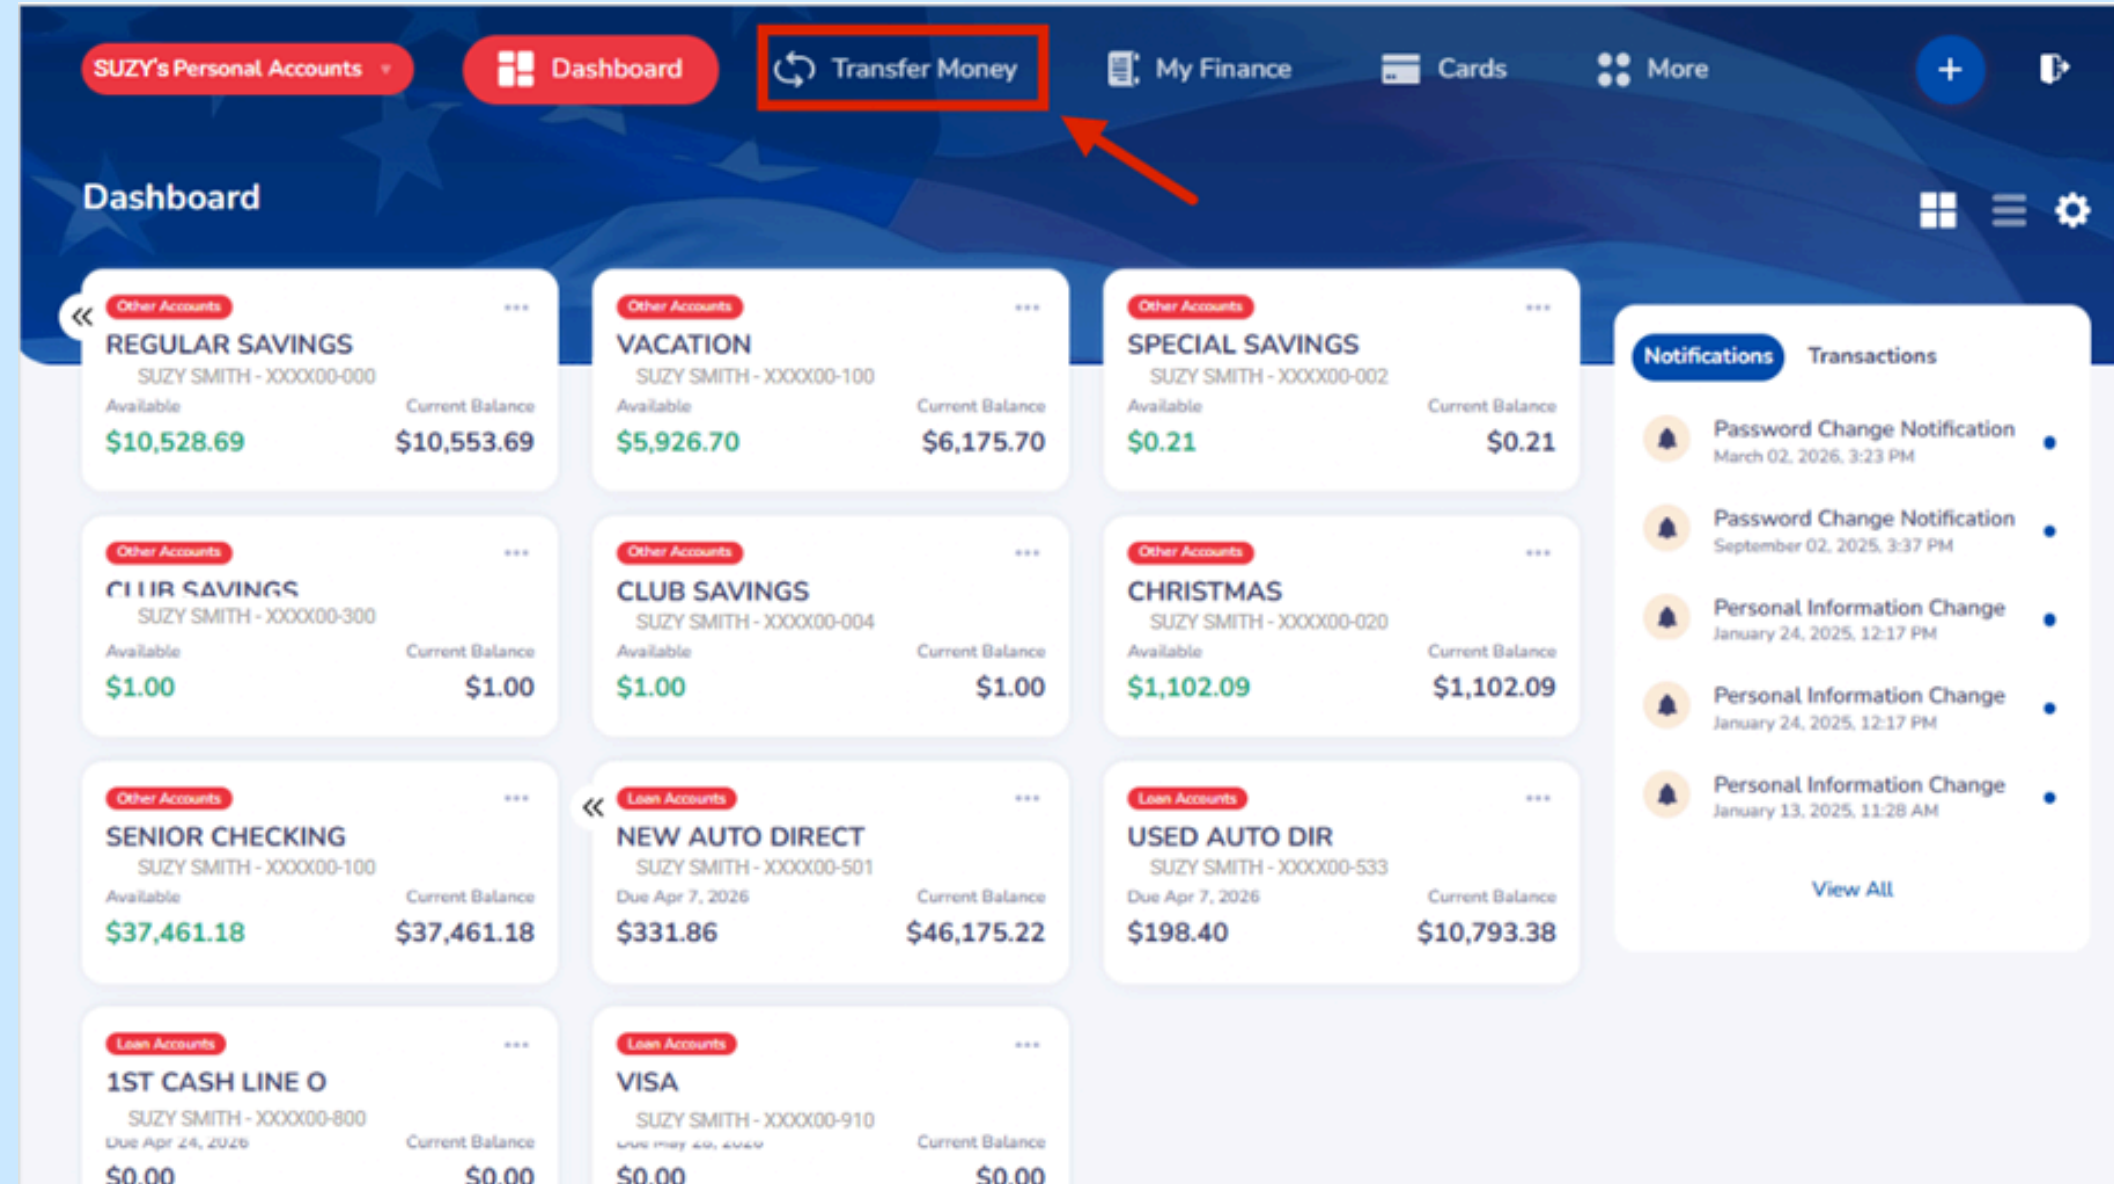 SUZY's Personal Accounts
Dashboard
Transfer Money
My Finance
Cards
More
Dashboard
Other Accounts
REGULAR SAVINGS
SUZY SMITH - XXXX00-000
Available Current Balance
$10,528.69 $10,553.69
Other Accounts
VACATION
SUZY SMITH - XXXX00-100
Available Current Balance
$5,926.70 $6,175.70
Other Accounts
SPECIAL SAVINGS
SUZY SMITH - XXXX00-002
Available Current Balance
$0.21 $0.21
Other Accounts
CLUB SAVINGS
SUZY SMITH - XXXX00-300
Available Current Balance
$1.00 $1.00
Other Accounts
CLUB SAVINGS
SUZY SMITH - XXXX00-004
Available Current Balance
$1.00 $1.00
Other Accounts
CHRISTMAS
SUZY SMITH - XXXX00-020
Available Current Balance
$1,102.09 $1,102.09
Other Accounts
SENIOR CHECKING
SUZY SMITH - XXXX00-100
Available Current Balance
$37,461.18 $37,461.18
Loan Accounts
NEW AUTO DIRECT
SUZY SMITH - XXXX00-501
Due Apr 7, 2026 Current Balance
$331.86 $46,175.22
Loan Accounts
USED AUTO DIR
SUZY SMITH - XXXX00-533
Due Apr 7, 2026 Current Balance
$198.40 $10,793.38
Loan Accounts
1ST CASH LINE O
SUZY SMITH - XXXX00-800
Due Apr 24, 2026 Current Balance
$0.00 $0.00
Loan Accounts
VISA
SUZY SMITH - XXXX00-910
Current Balance
$0.00 $0.00
Notifications Transactions
Password Change Notification
March 02, 2026, 3:23 PM
Password Change Notification
September 02, 2025, 3:37 PM
Personal Information Change
January 24, 2025, 12:17 PM
Personal Information Change
January 24, 2025, 12:17 PM
Personal Information Change
January 13, 2025, 11:28 AM
View All